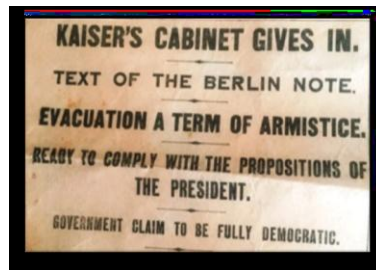 KAISER'S CABINET GIVES IN.
TEXT OF THE BERLIN NOTE.
EVACUATION A TERM OF ARMISTICE.
READY TO COMPLY WITH THE PROPOSITIONS OF
THE PRESIDENT.
GOVERNMENT CLAIM TO BE FULLY DEMOCRATIC.